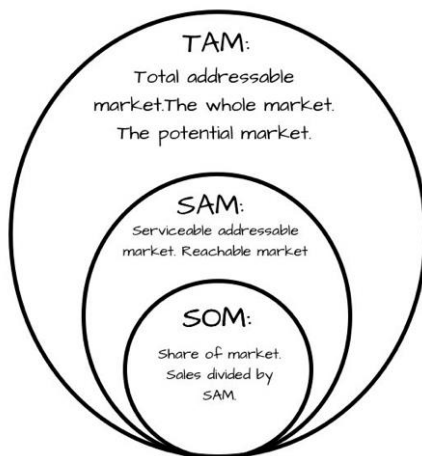 TAM:
Total addressable
market.The whole market.
The potential market.
SAM:
Serviceable addressable
market. Reachable market
SOM:
Share of market.
Sales divided by
SAM.